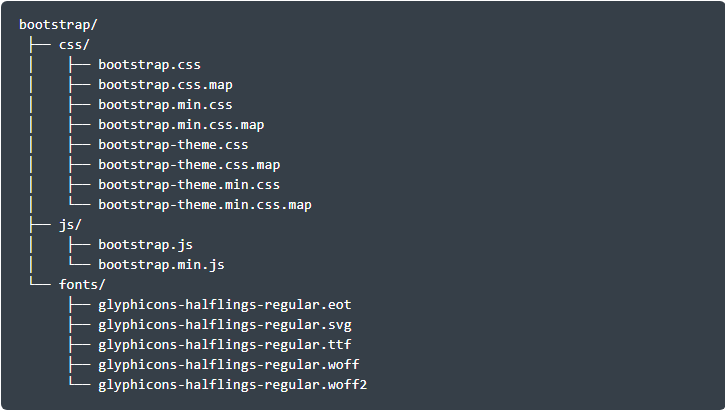 bootstrap/
├── css/
│   ├── bootstrap.css
│   ├── bootstrap.css.map
│   ├── bootstrap.min.css
│   ├── bootstrap.min.css.map
│   ├── bootstrap-theme.css
│   ├── bootstrap-theme.css.map
│   ├── bootstrap-theme.min.css
│   └── bootstrap-theme.min.css.map
├── js/
│   ├── bootstrap.js
│   └── bootstrap.min.js
└── fonts/
    ├── glyphicons-halflings-regular.eot
    ├── glyphicons-halflings-regular.svg
    ├── glyphicons-halflings-regular.ttf
    ├── glyphicons-halflings-regular.woff
    └── glyphicons-halflings-regular.woff2